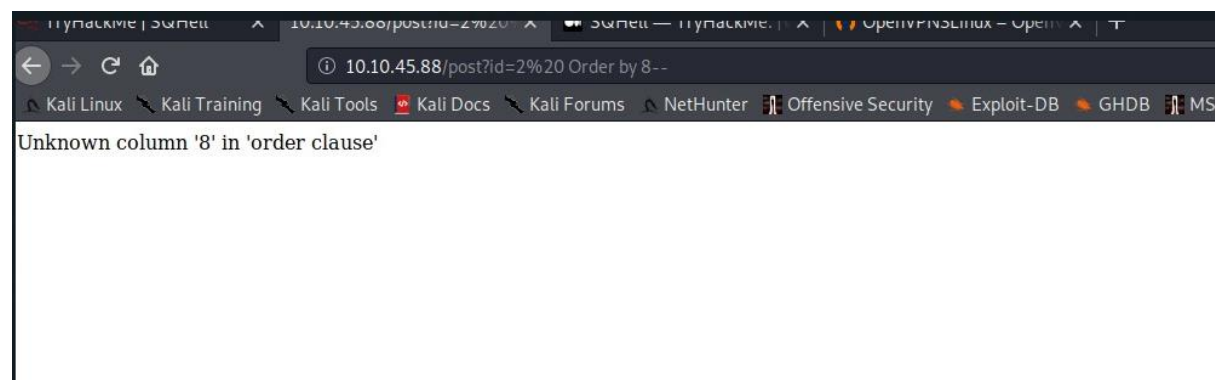 TryHackMe | SQHell X 10.10.45.88/post?id=2%20 X SQHell — TryHackMe. | X OpenVPNSLinux – Open X +
10.10.45.88/post?id=2%20 Order by 8--
Kali Linux Kali Training Kali Tools Kali Docs Kali Forums NetHunter Offensive Security Exploit-DB GHDB MS
Unknown column '8' in 'order clause'